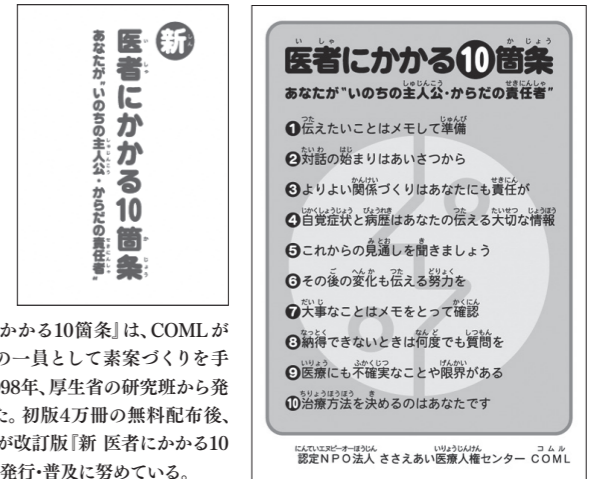 新
医者にかかる10箇条
あなたが“いのちの主人公・からだの責任者”
かかる10箇条』は、COMLが
の一員として素案づくりを手
98年、厚生省の研究班から発
た。初版4万冊の無料配布後、
が改訂版『新 医者にかかる10
発行・普及に努めている。
医者にかかる10箇条
あなたが“いのちの主人公・からだの責任者”
❶伝えたいことはメモして準備
❷対話の始まりはあいさつから
❸よりよい関係づくりはあなたにも責任が
❹自覚症状と病歴はあなたの伝える大切な情報
❺これからの見通しを聞きましょう
❻その後の変化も伝える努力を
❼大事なことはメモをとって確認
❽納得できないときは何度でも質問を
❾医療にも不確実なことや限界がある
❿治療方法を決めるのはあなたです
認定NPO法人 ささえあい医療人権センター COML